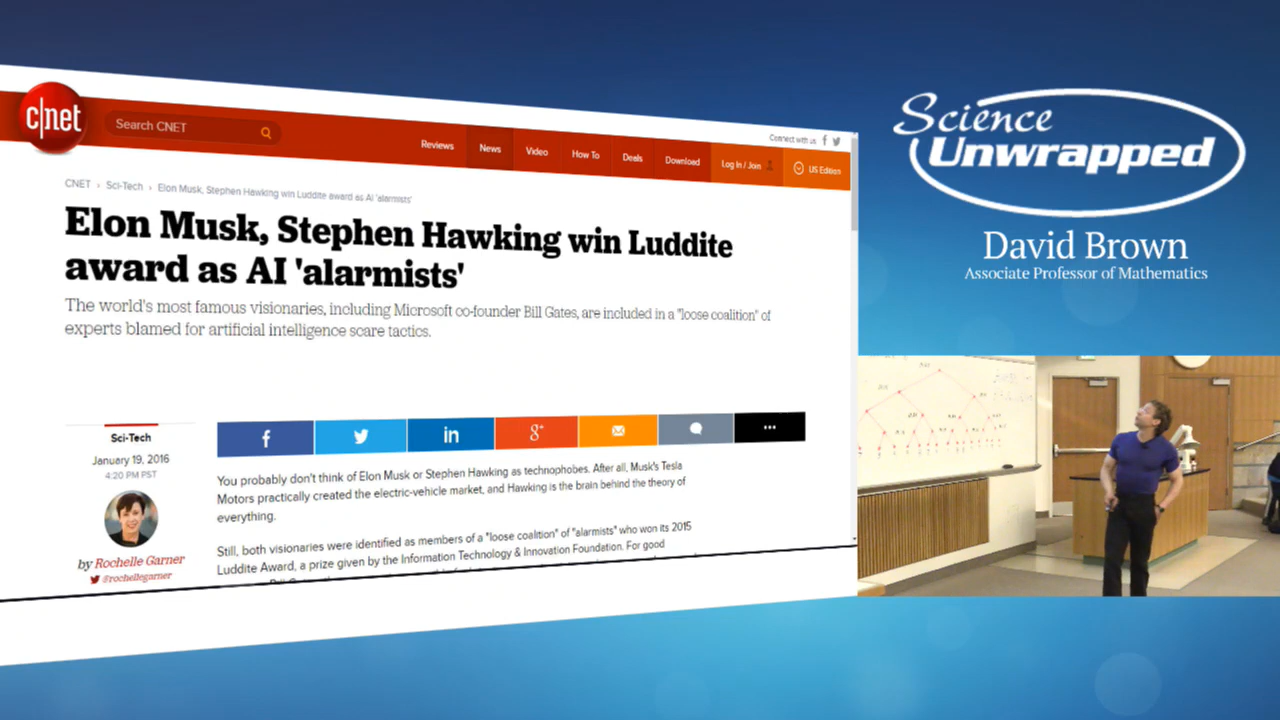 c|net
Search CNET
Reviews
News
Video
How To
Deals
Download
Connect with us
Log In / Join
US Edition
CNET › Sci-Tech › Elon Musk, Stephen Hawking win Luddite award as AI 'alarmists'
Elon Musk, Stephen Hawking win Luddite
award as AI 'alarmists'
The world's most famous visionaries, including Microsoft co-founder Bill Gates, are included in a "loose coalition" of
experts blamed for artificial intelligence scare tactics.
Sci-Tech
January 19, 2016
4:20 PM PST
by Rochelle Garner
@rochellegarner
f
in
g+
...
You probably don't think of Elon Musk or Stephen Hawking as technophobes. After all, Musk's Tesla
Motors practically created the electric-vehicle market, and Hawking is the brain behind the theory of
everything.
Still, both visionaries were identified as members of a "loose coalition" of "alarmists" who won its 2015
Luddite Award, a prize given by the Information Technology & Innovation Foundation. For good
Science
Unwrapped
David Brown
Associate Professor of Mathematics